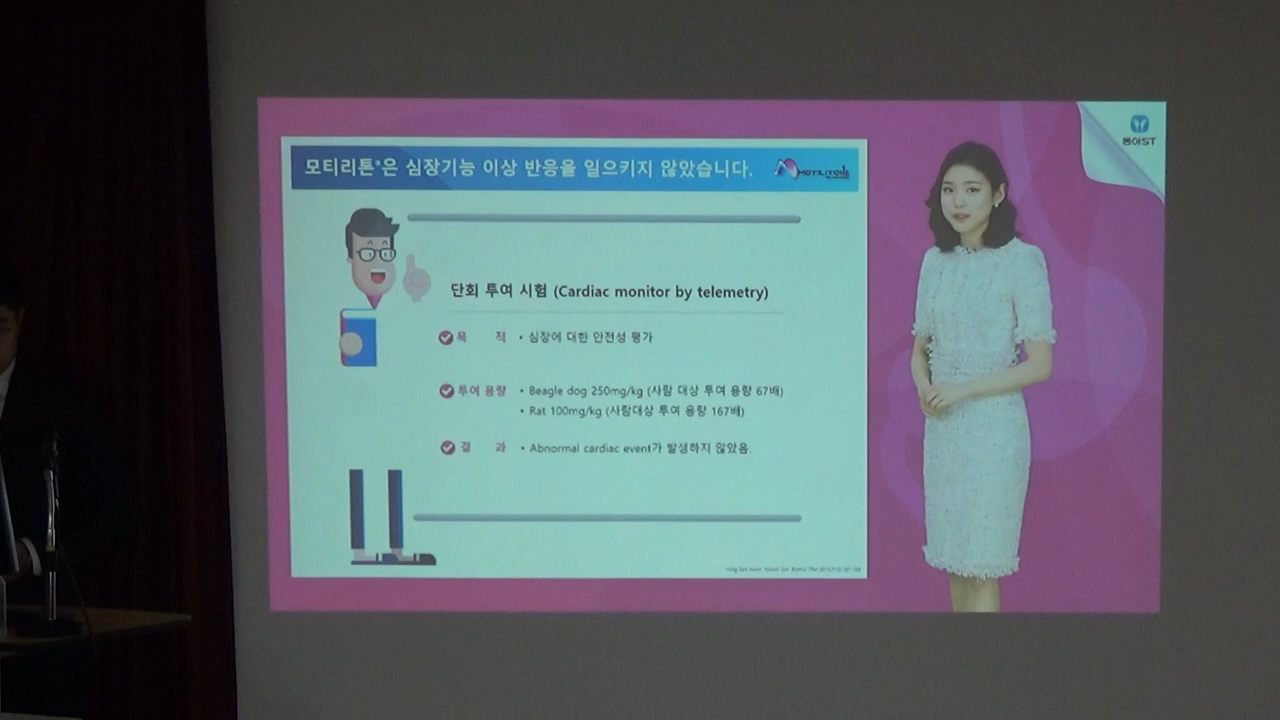 동아ST
모티리톤®은 심장기능 이상 반응을 일으키지 않았습니다.
MOTILITONE
단회 투여 시험 (Cardiac monitor by telemetry)
목 적 • 심장에 대한 안전성 평가
투여 용량 • Beagle dog 250mg/kg (사람 대상 투여 용량 67배)
• Rat 100mg/kg (사람대상 투여 용량 167배)
결 과 • Abnormal cardiac event가 발생하지 않았음.